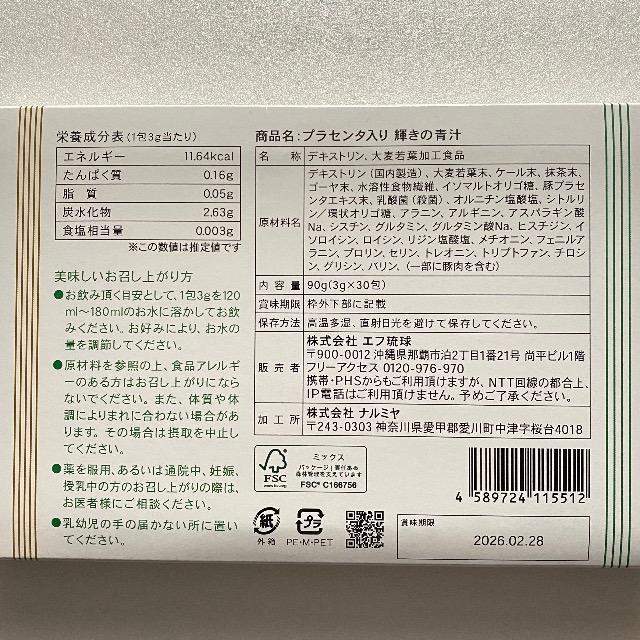 栄養成分表(1包3g当たり)
エネルギー 11.64kcal
たんぱく質 0.16g
脂 質 0.05g
炭水化物 2.63g
食塩相当量 0.003g
※この数値は推定値です
美味しいお召し上がり方
●お飲み頂く目安として、1包3gを120
ml〜180mlのお水に溶かしてお飲
みください。お好みにより、お水の
量を調節してください。
●原材料を参照の上、食品アレルギ
ーのある方はお召し上がりになら
ないでください。また、体質や体
調によりまれに合わない場合があ
ります。その場合は摂取を中止し
てください。
●薬を服用、あるいは通院中、妊娠、
授乳中の方のお召し上がりの際は、
お医者様にご相談ください。
●乳幼児の手の届かない所に置い
てください。
商品名:プラセンタ入り 輝きの青汁
名 称 デキストリン、大麦若葉加工食品
原材料名 デキストリン(国内製造)、大麦若葉末、ケール末、抹茶末、
ゴーヤ末、水溶性食物繊維、イソマルトオリゴ糖、豚プラセ
ンタエキス末、乳酸菌(殺菌)、オルニチン塩酸塩、シトルリ
ン/環状オリゴ糖、アラニン、アルギニン、アスパラギン酸
Na、シスチン、グルタミン、グルタミン酸Na、ヒスチジン、イ
ソロイシン、ロイシン、リジン塩酸塩、メチオニン、フェニルアラ
ニン、プロリン、セリン、トレオニン、トリプトファン、チロシ
ン、グリシン、バリン、(一部に豚肉を含む)
内 容 量 90g(3g×30包)
賞味期限 枠外下部に記載
保存方法 高温多湿、直射日光を避けて保存してください。
販 売 者 株式会社 エフ琉球
〒900-0012 沖縄県那覇市泊2丁目1番21号 尚平ビル1階
フリーアクセス 0120-976-970
携帯・PHSからもご利用頂けますが、NTT回線の都合上、
IP電話はご利用頂けません。予めご了承ください。
加 工 所 株式会社 ナルミヤ
〒243-0303 神奈川県愛甲郡愛川町中津字桜台4018
FSC
www.fsc.org
ミックス
パッケージ|責任ある
森林管理を支えています
FSC® C166756
4 589724 115512
紙
外箱
プラ
PE・M・PET
賞味期限
2026.02.28